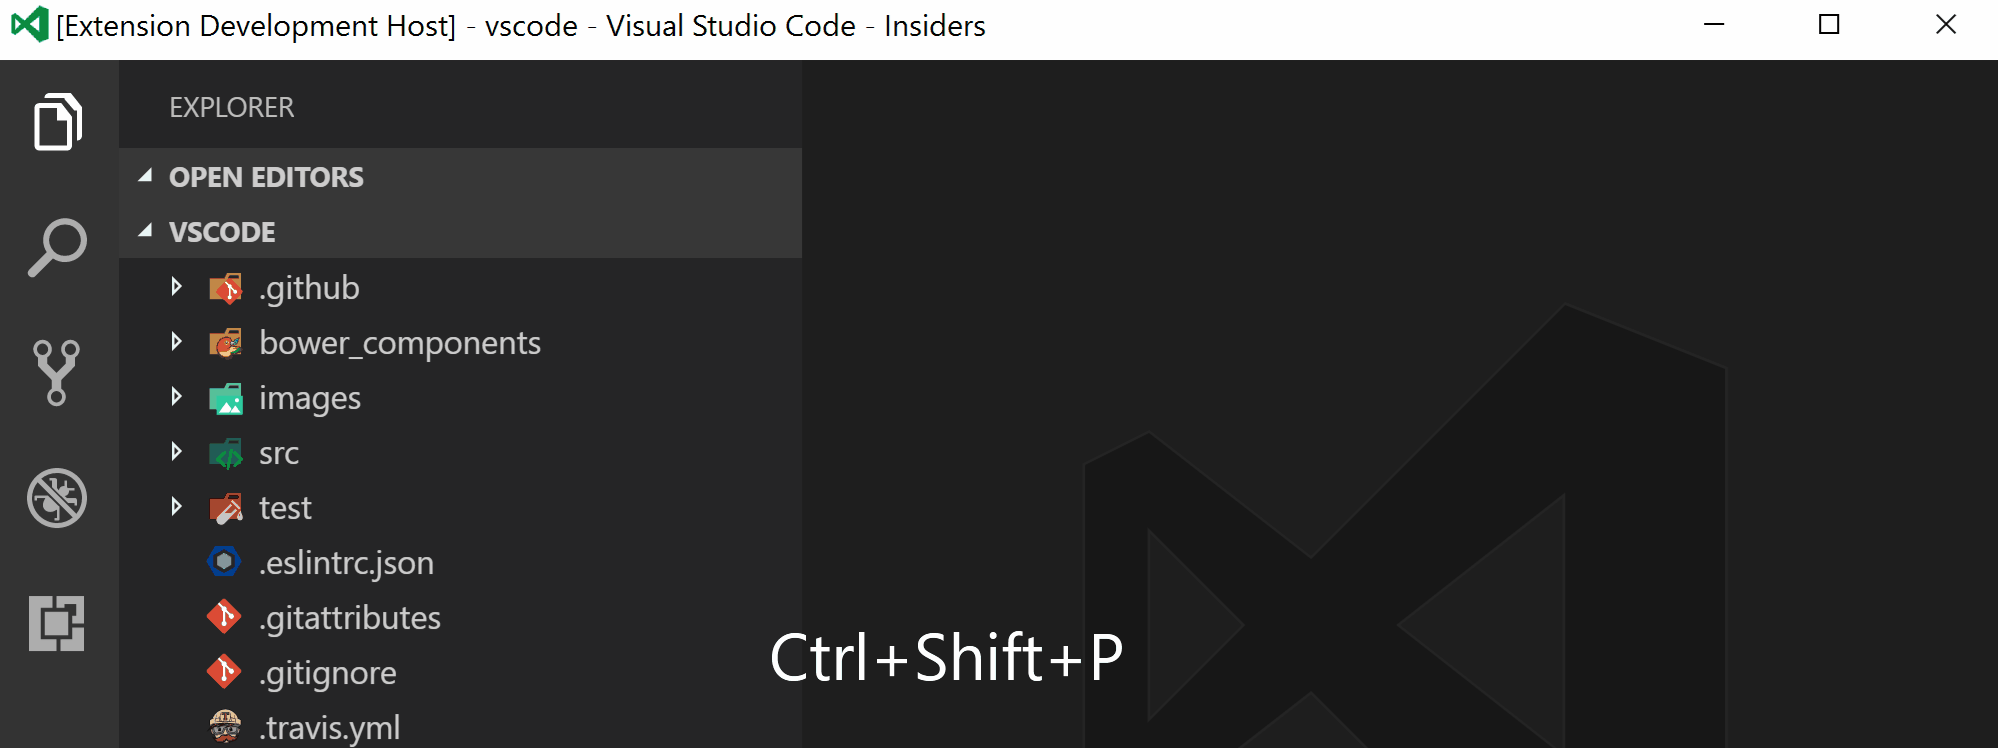 [Extension Development Host] - vscode - Visual Studio Code - Insiders
EXPLORER
OPEN EDITORS
VSCODE
.github
bower_components
images
src
test
.eslintrc.json
.gitattributes
.gitignore
.travis.yml
Ctrl+Shift+P